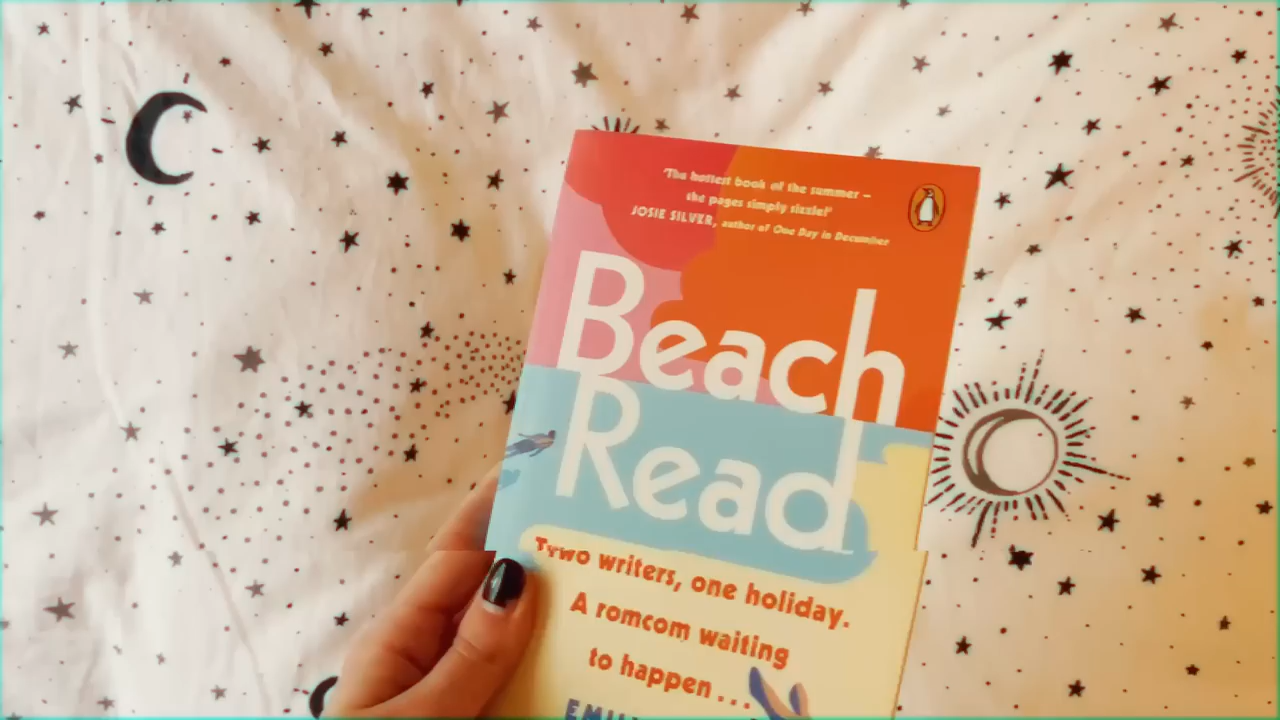 'The hottest book of the summer –
the pages simply sizzle!'
JOSIE SILVER, author of One Day in December
Beach
Read
Two writers, one holiday.
A romcom waiting
to happen . . .